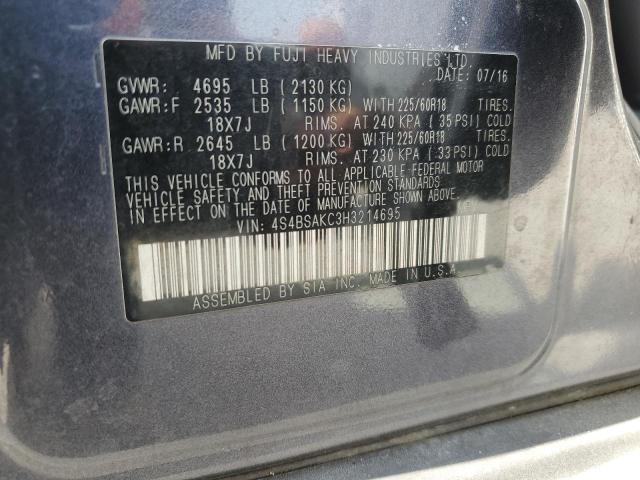 MFD BY FUJI HEAVY INDUSTRIES LTD.
DATE: 07/16
GVWR: 4695 LB ( 2130 KG)
GAWR:F 2535 LB ( 1150 KG) WITH 225/60R18 TIRES.
18X7J RIMS. AT 240 KPA ( 35 PSI) COLD
GAWR:R 2645 LB ( 1200 KG) WITH 225/60R18 TIRES.
18X7J RIMS. AT 230 KPA ( 33 PSI) COLD
THIS VEHICLE CONFORMS TO ALL APPLICABLE FEDERAL MOTOR
VEHICLE SAFETY AND THEFT PREVENTION STANDARDS
IN EFFECT ON THE DATE OF MANUFACTURE SHOWN ABOVE.
VIN: 4S4BSAKC3H3214695
ASSEMBLED BY SIA INC. MADE IN U.S.A